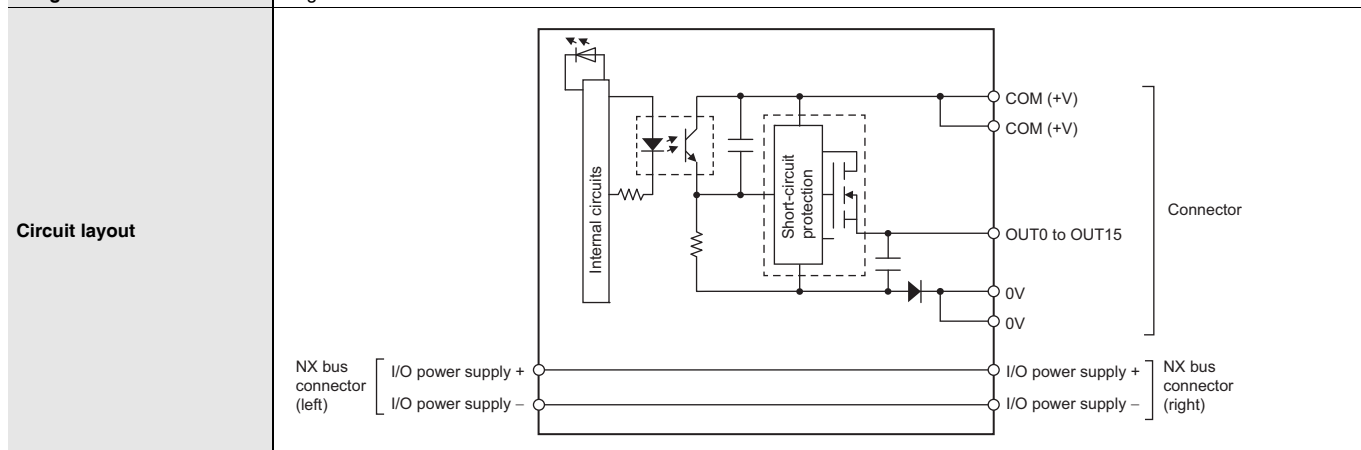 Circuit layout
Internal circuits
Short-circuit
protection
COM (+V)
COM (+V)
OUT0 to OUT15
0V
0V
Connector
NX bus
connector
(left)
I/O power supply +
I/O power supply –
I/O power supply +
I/O power supply –
NX bus
connector
(right)